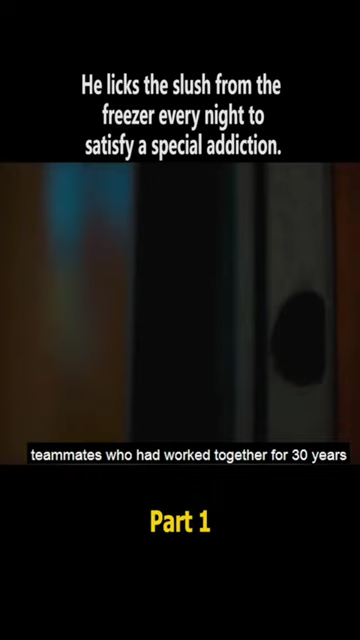 He licks the slush from the
freezer every night to
satisfy a special addiction.
teammates who had worked together for 30 years
Part 1